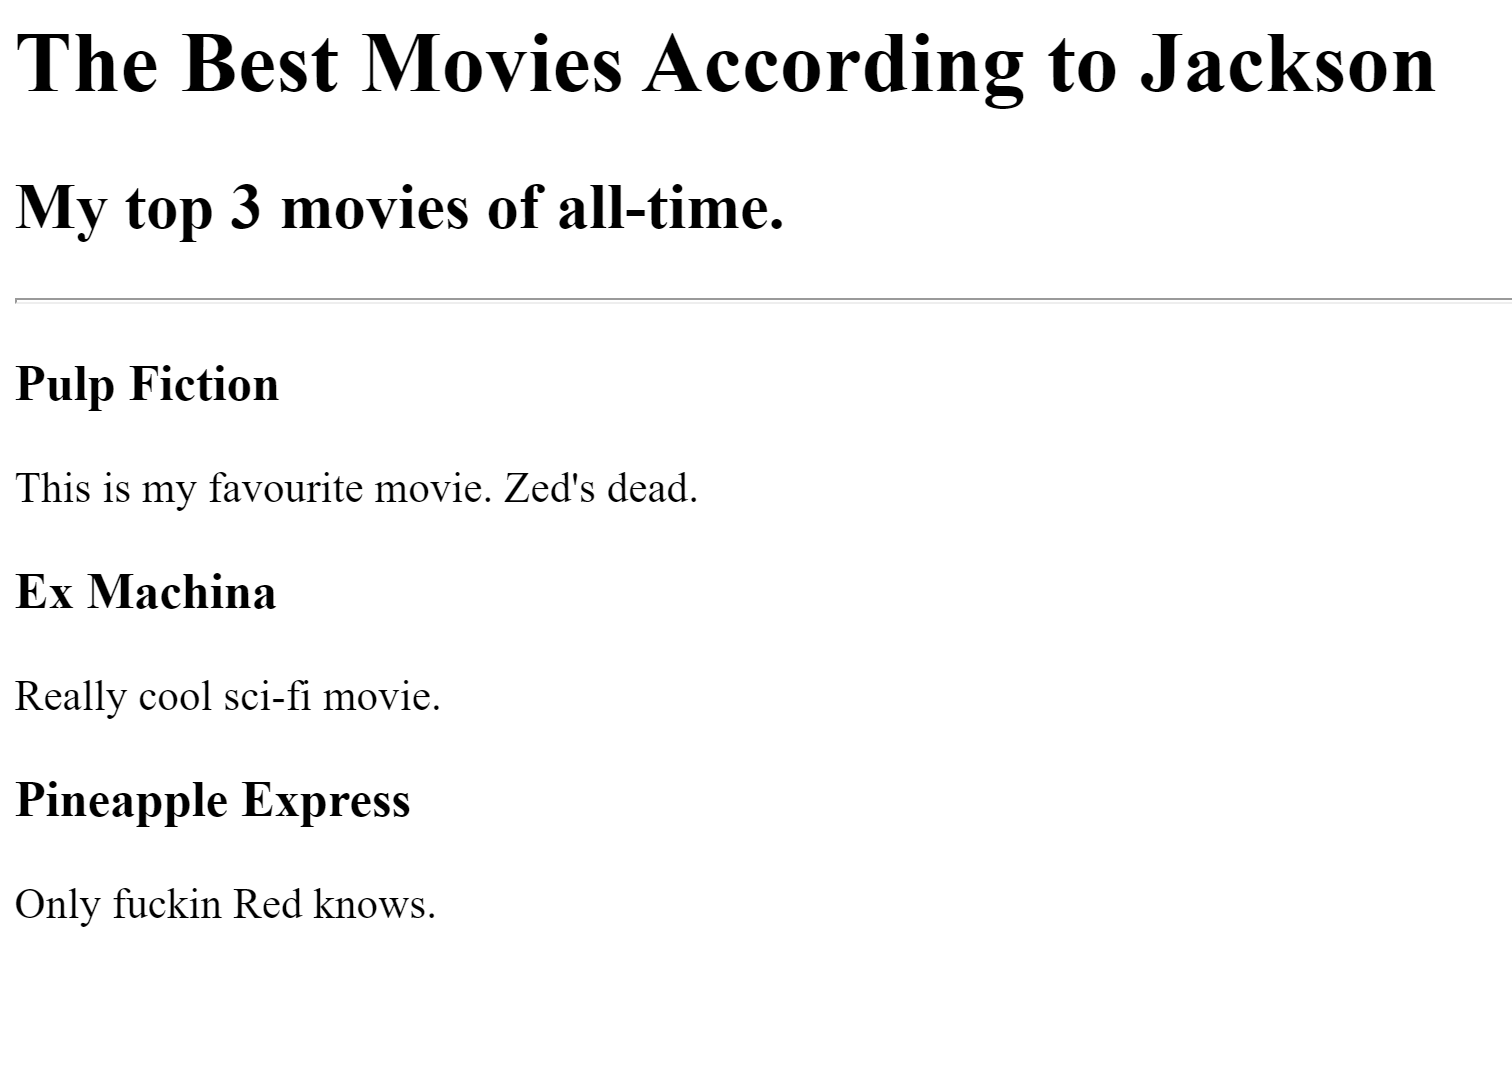 The Best Movies According to Jackson
My top 3 movies of all-time.
Pulp Fiction
This is my favourite movie. Zed's dead.
Ex Machina
Really cool sci-fi movie.
Pineapple Express
Only fuckin Red knows.